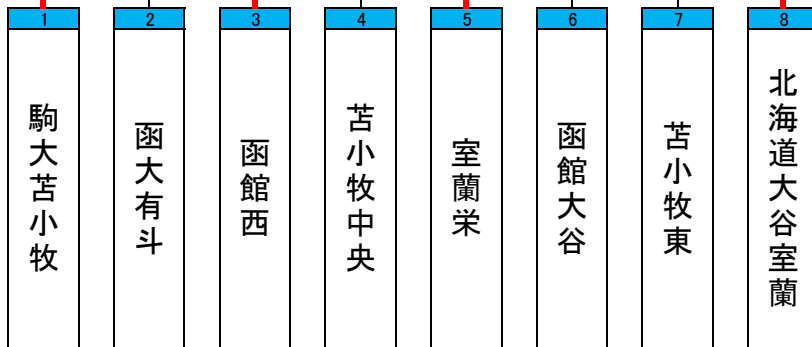 1
駒大苫小牧
2
函大有斗
3
函館西
4
苫小牧中央
5
室蘭栄
6
函館大谷
7
苫小牧東
8
北海道大谷室蘭